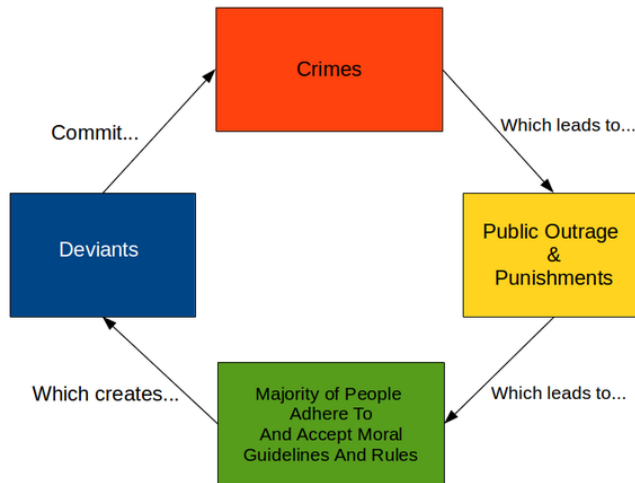 Crimes
Commit...
Which leads to...
Deviants
Public Outrage
&
Punishments
Which creates...
Majority of People
Adhere To
And Accept Moral
Guidelines And Rules
Which leads to...